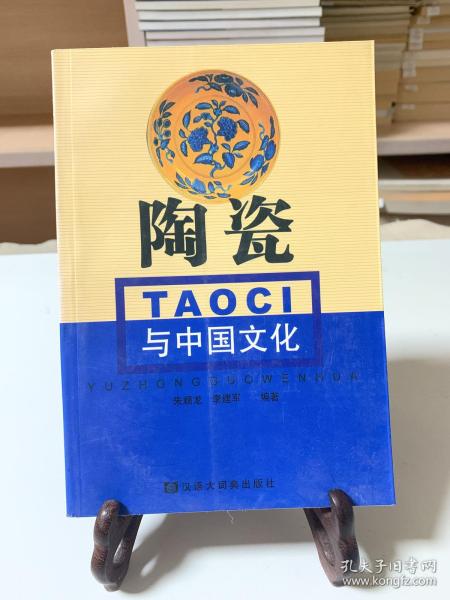 陶瓷
TAOCI
与中国文化
YUZHONGGUOWENHUA
朱顺龙 李建军 编著
汉语大词典出版社
孔夫子旧书网
www.kongfz.com